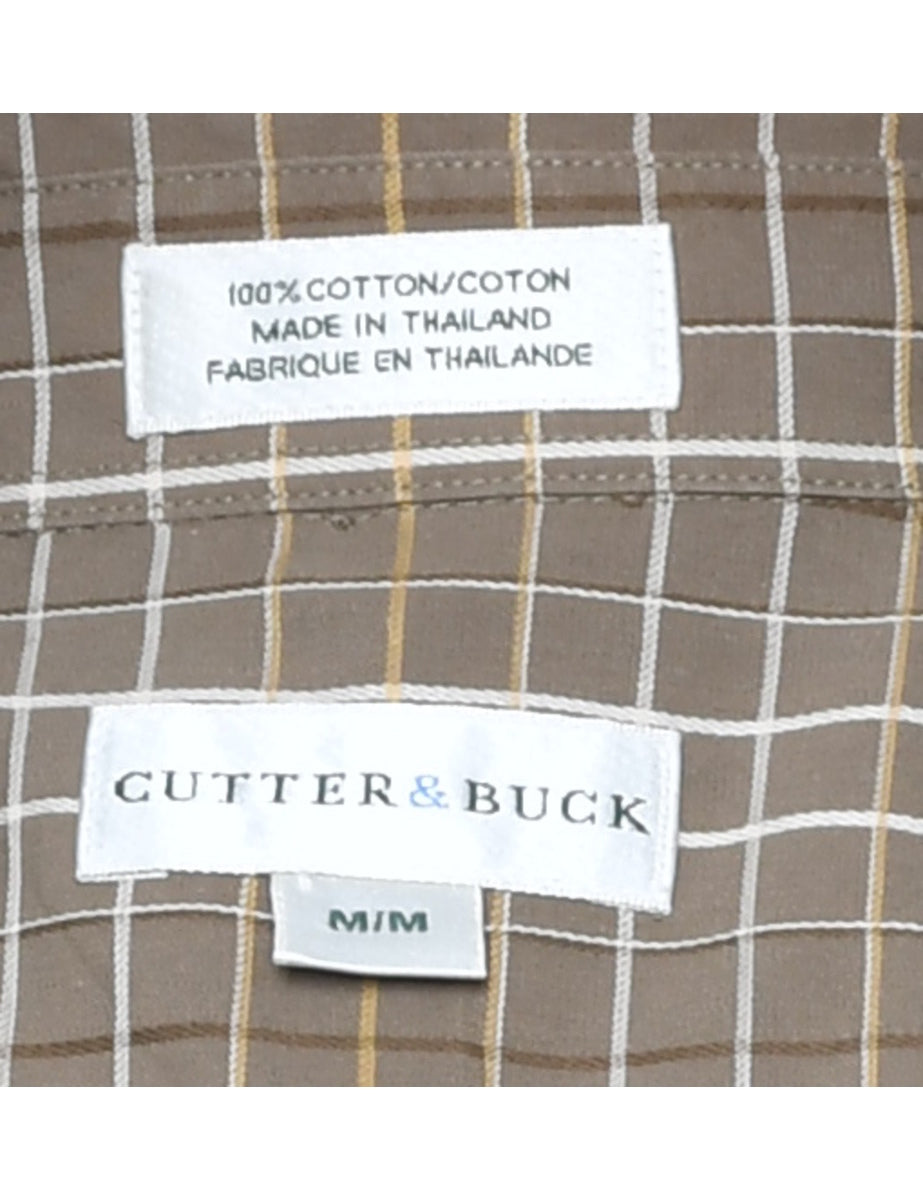 100% COTTON/COTON
MADE IN THAILAND
FABRIQUE EN THAILANDE
CUTTER & BUCK
M/M